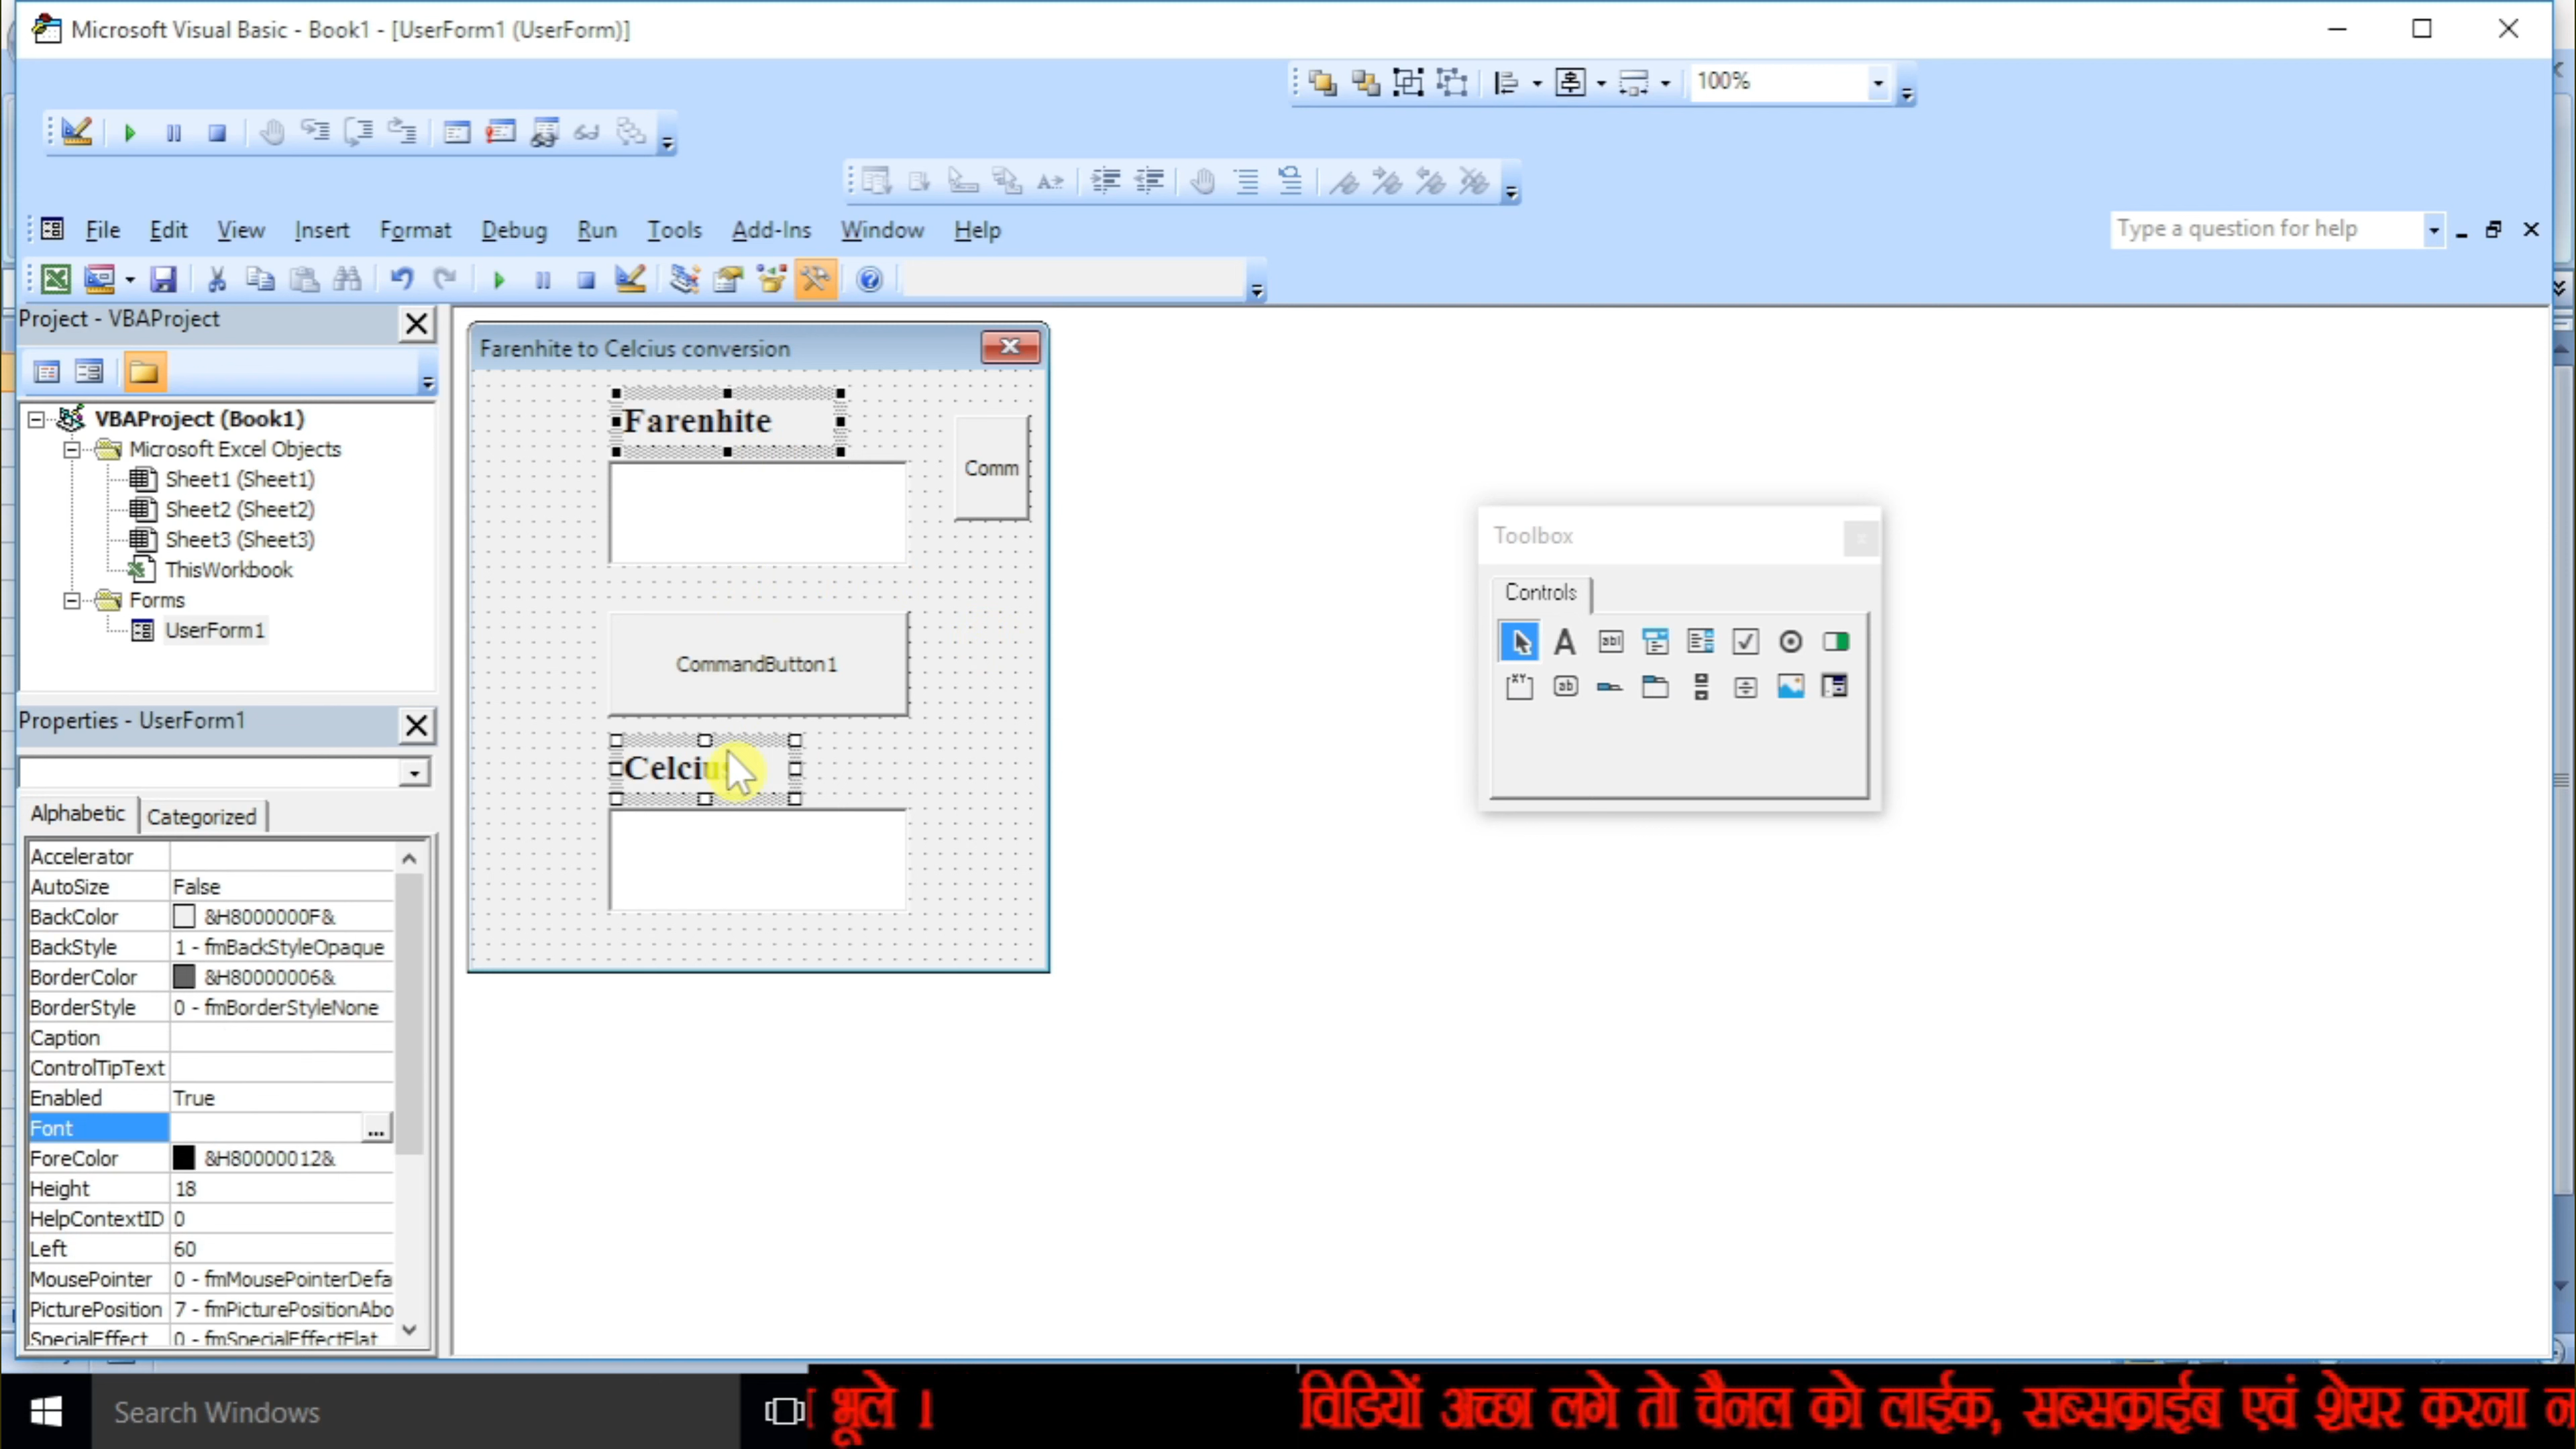 Microsoft Visual Basic - Book1 - [UserForm1 (UserForm)]
100%
File Edit View Insert Format Debug Run Tools Add-Ins Window Help
Type a question for help
Project - VBAProject
VBAProject (Book1)
Microsoft Excel Objects
Sheet1 (Sheet1)
Sheet2 (Sheet2)
Sheet3 (Sheet3)
ThisWorkbook
Forms
UserForm1
Properties - UserForm1
Alphabetic Categorized
Accelerator
AutoSize False
BackColor &H8000000F&
BackStyle 1 - fmBackStyleOpaque
BorderColor &H80000006&
BorderStyle 0 - fmBorderStyleNone
Caption
ControlTipText
Enabled True
Font ...
ForeColor &H80000012&
Height 18
HelpContextID 0
Left 60
MousePointer 0 - fmMousePointerDefa
PicturePosition 7 - fmPicturePositionAbo
SpecialEffect 0 - fmSpecialEffectFlat
Farenhite to Celcius conversion
Farenhite
Comm
CommandButton1
Toolbox
Controls
Search Windows
भूले । विडियों अच्छा लगे तो चैनल को लाईक, सब्सक्राईब एवं शेयर करना